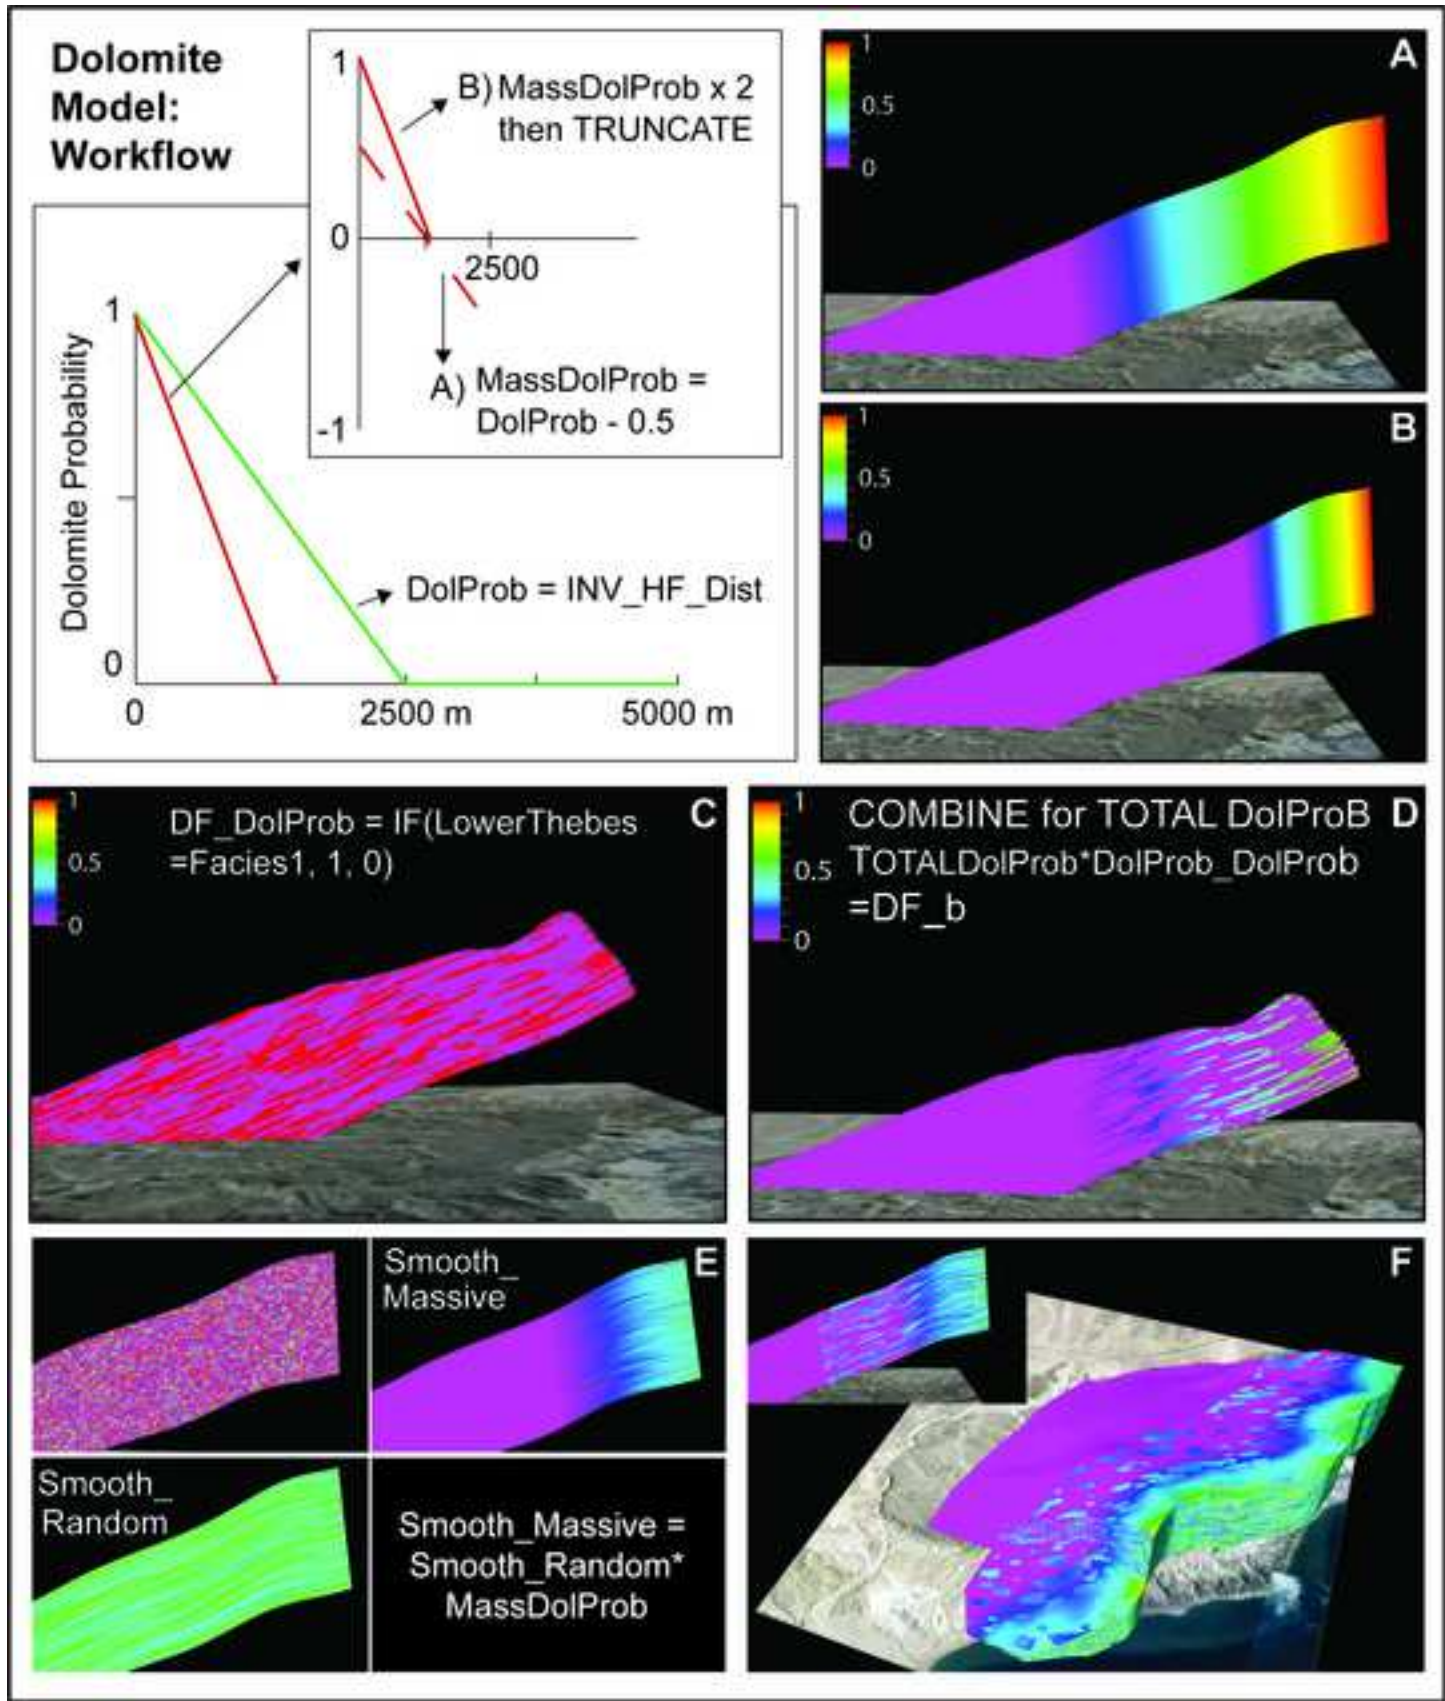 Dolomite
Model:
Workflow
1
B) MassDolProb x 2
then TRUNCATE
0
2500
A) MassDolProb =
DolProb - 0.5
-1
1
Dolomite Probability
DolProb = INV_HF_Dist
0
0
2500 m
5000 m
A
1
0.5
0
B
1
0.5
0
C
1
0.5
0
DF_DolProb = IF(LowerThebes
=Facies1, 1, 0)
D
1
0.5
0
COMBINE for TOTAL DolProB
TOTALDolProb*DolProb_DolProb
=DF_b
E
Smooth_
Massive
Smooth_
Random
Smooth_Massive =
Smooth_Random*
MassDolProb
F